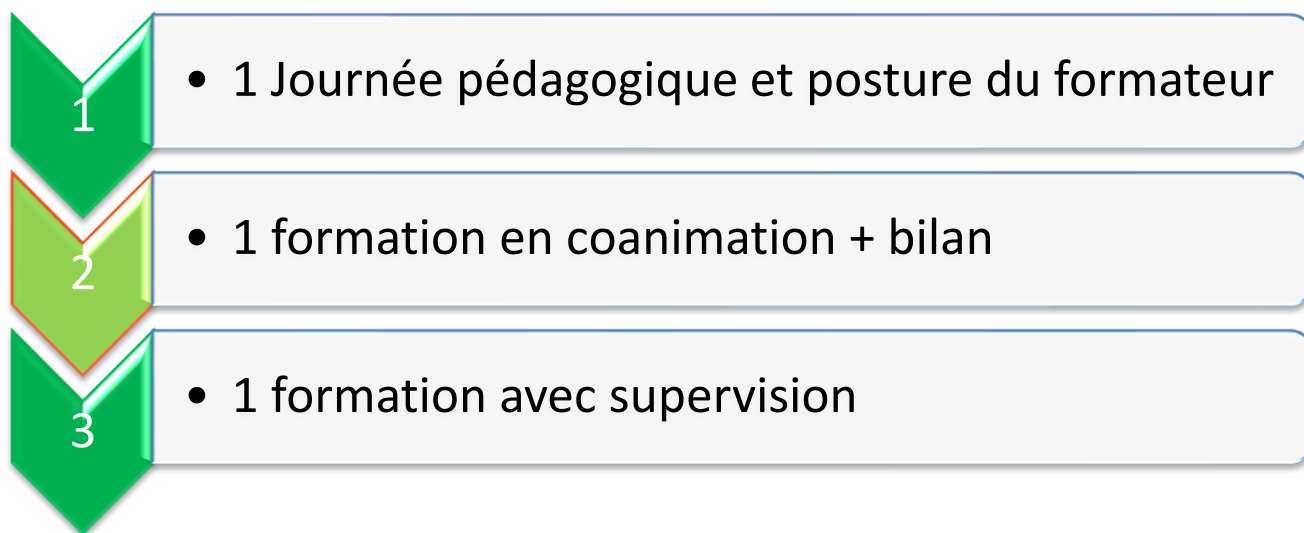 1
• 1 Journée pédagogique et posture du formateur
2
• 1 formation en coanimation + bilan
3
• 1 formation avec supervision